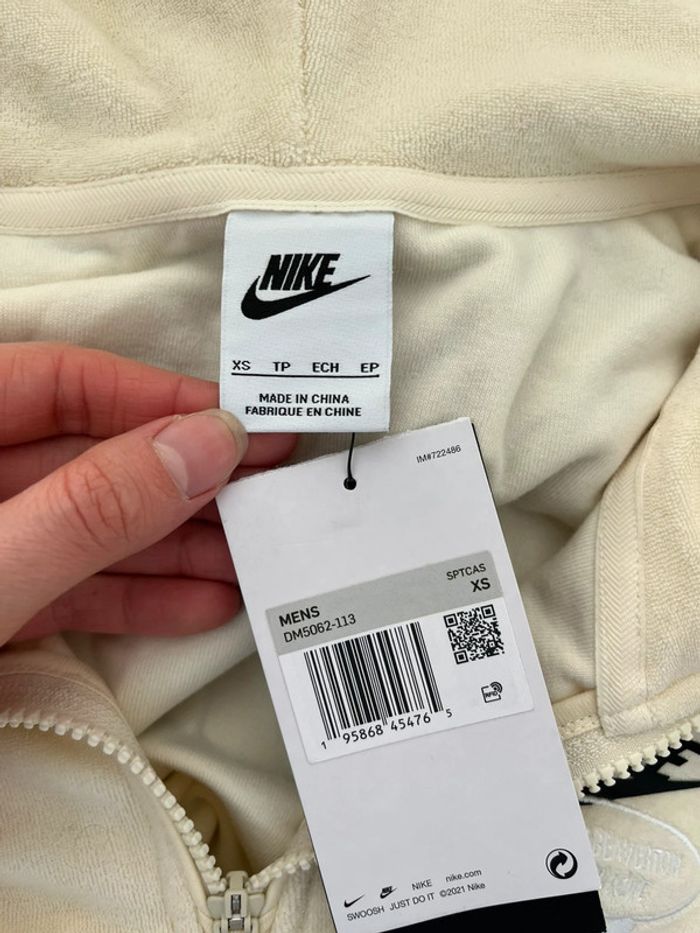 NIKE
XS TP ECH EP
MADE IN CHINA
FABRIQUE EN CHINE
IM#722486
SPTCAS
MENS XS
DM5062-113
RFID
1 95868 45476 5
NIKE nike.com
SWOOSH JUST DO IT ©2021 Nike